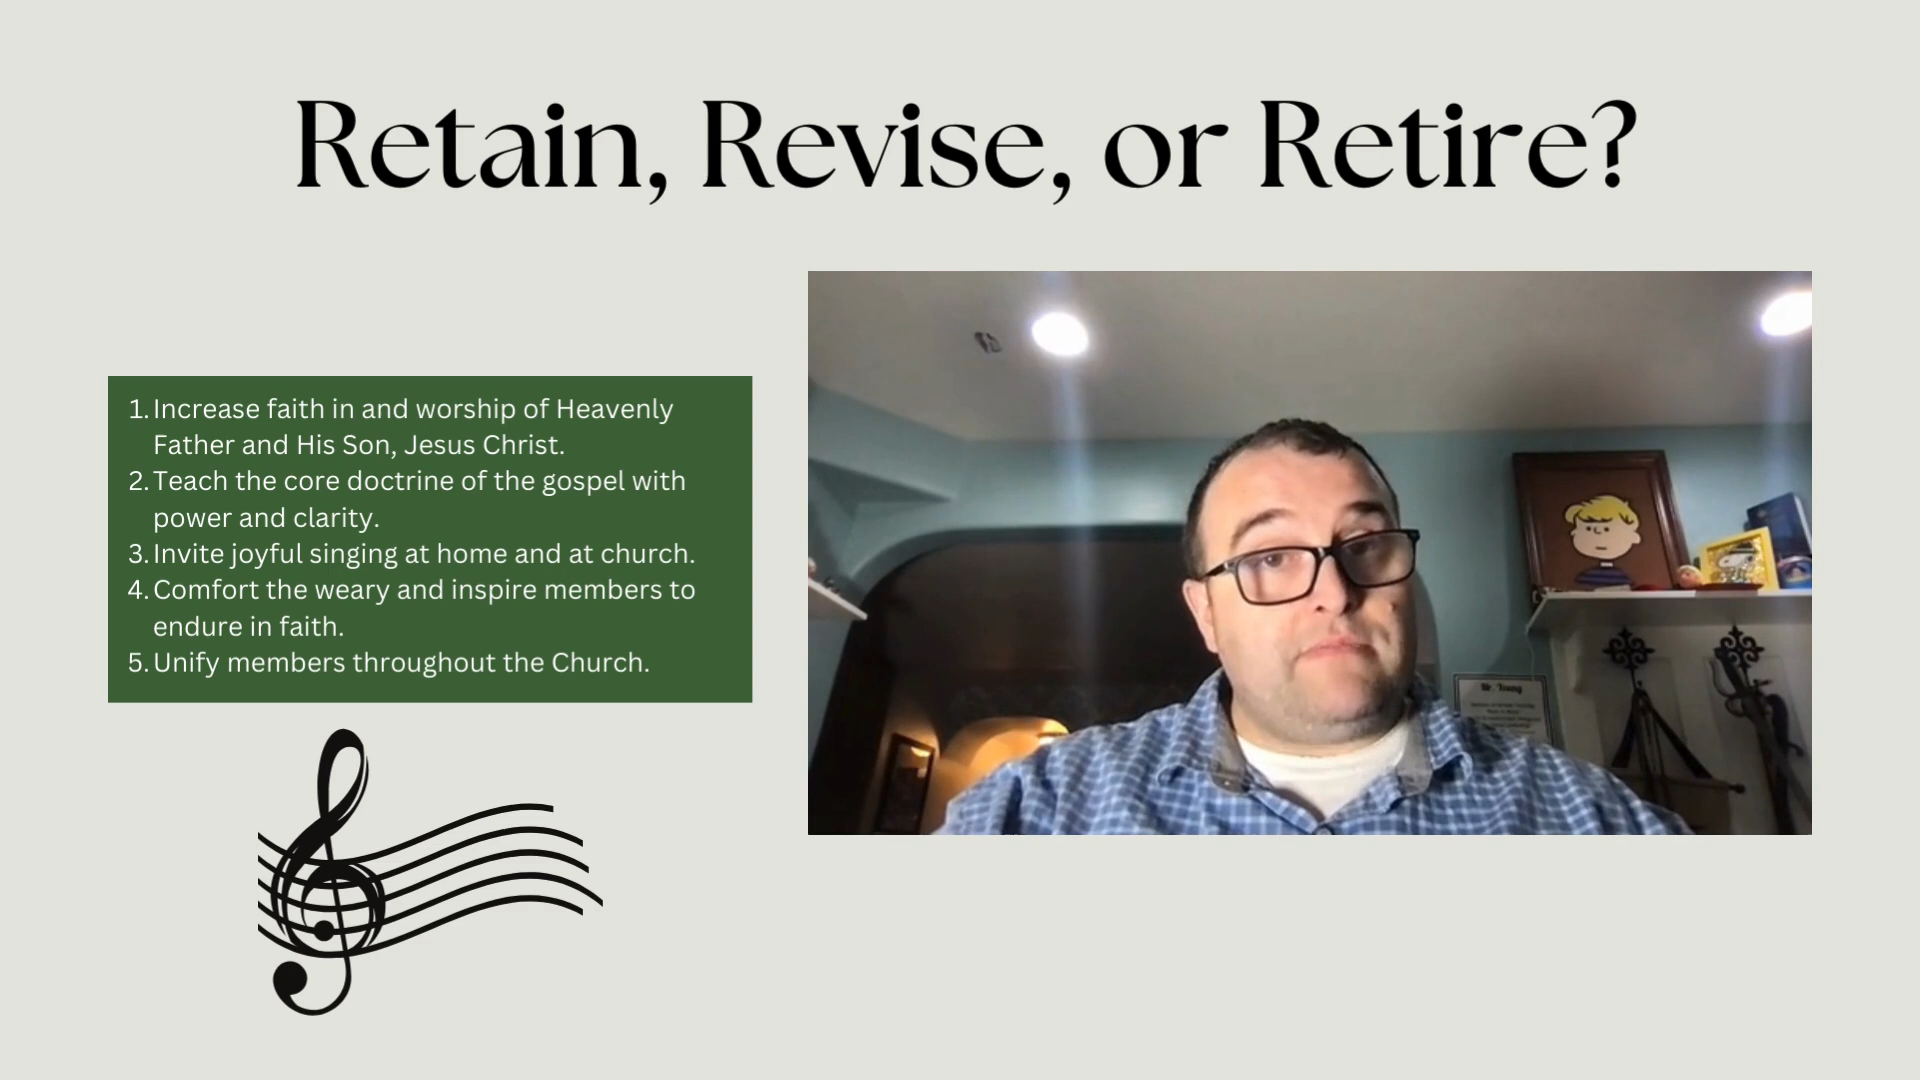 Retain, Revise, or Retire?
1. Increase faith in and worship of Heavenly
Father and His Son, Jesus Christ.
2. Teach the core doctrine of the gospel with
power and clarity.
3. Invite joyful singing at home and at church.
4. Comfort the weary and inspire members to
endure in faith.
5. Unify members throughout the Church.